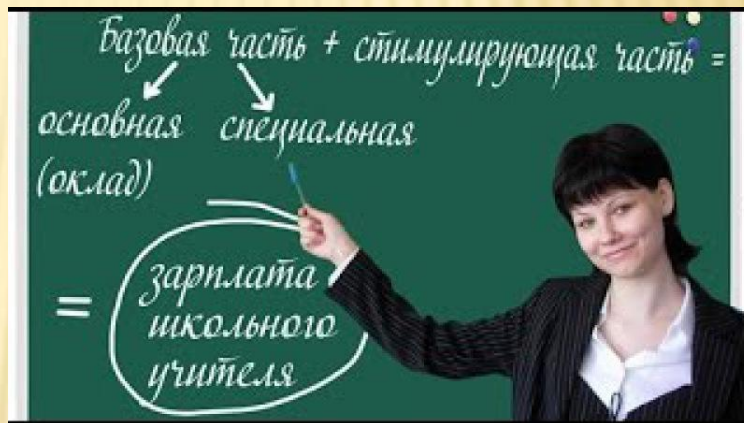 Базовая часть + стимулирующая часть =
основная специальная
(оклад)
= зарплата
школьного
учителя